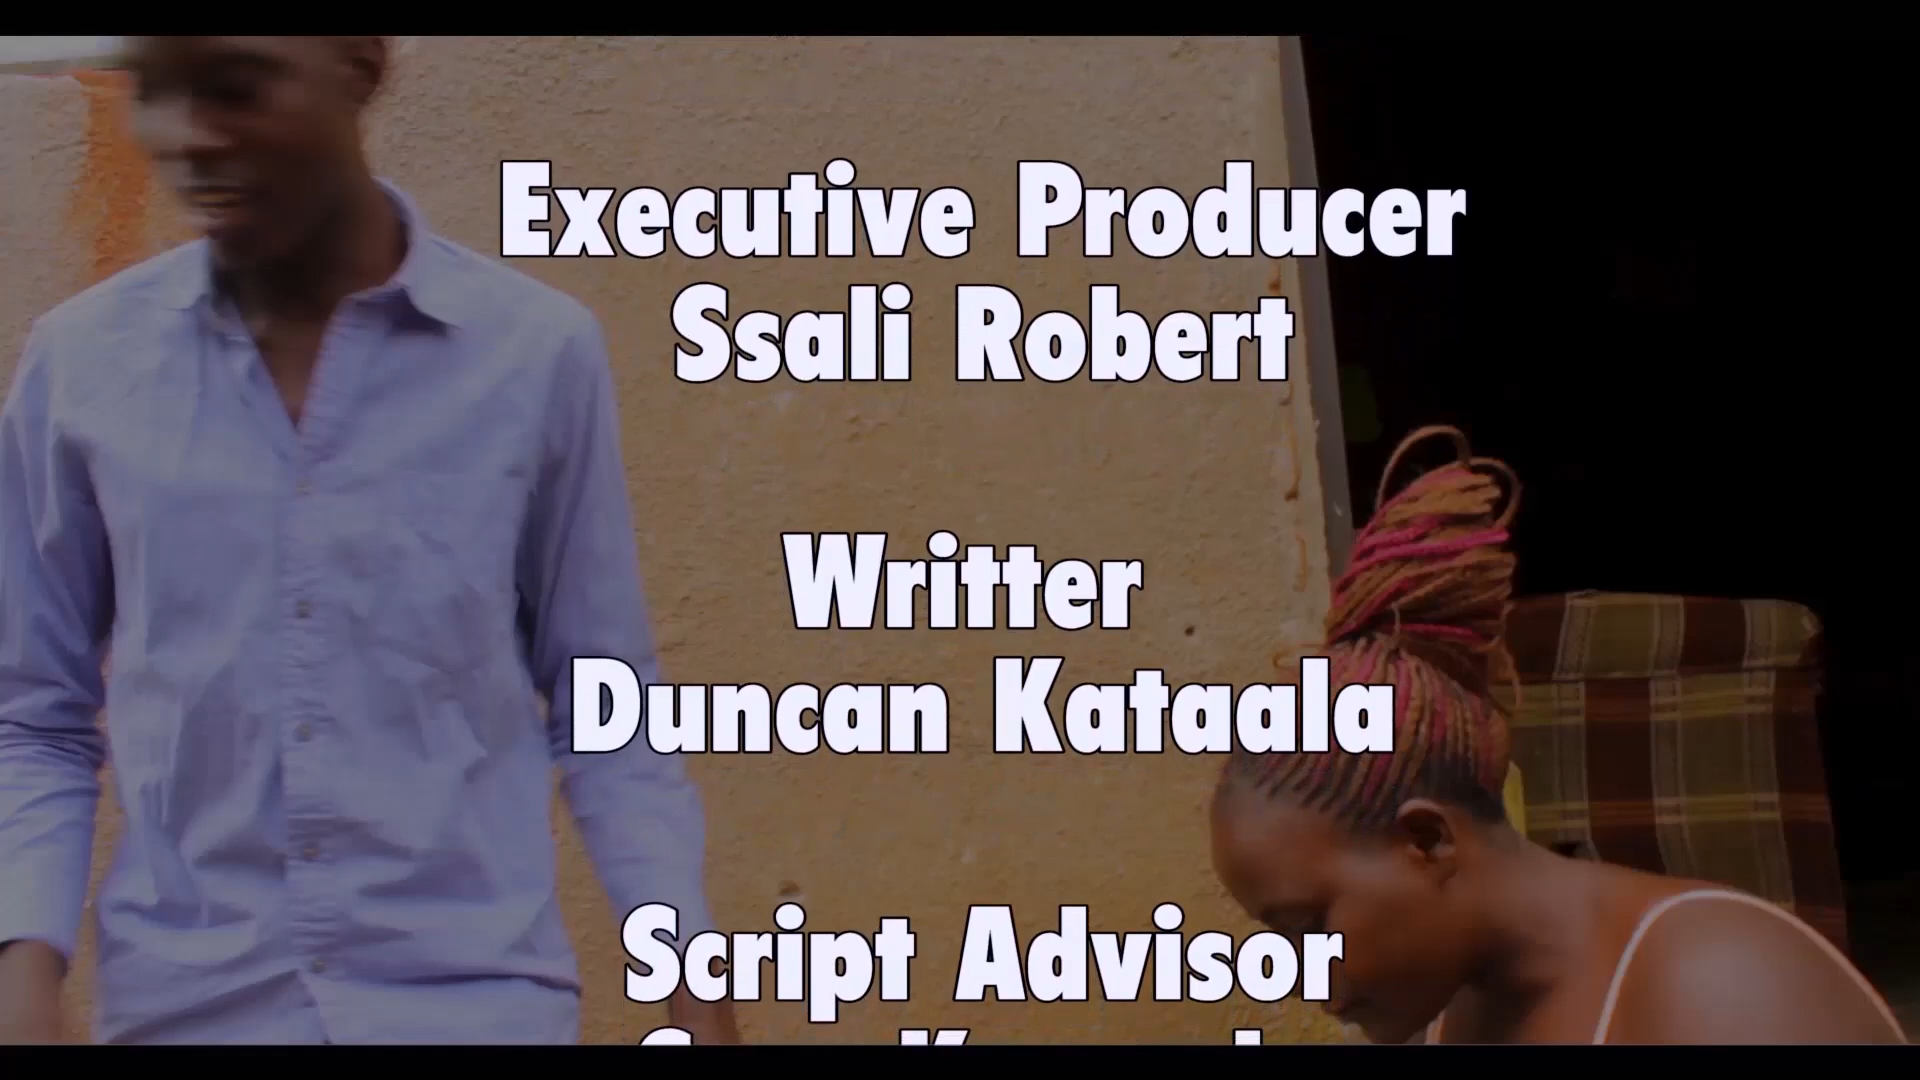 Executive Producer
Ssali Robert
Writter
Duncan Kataala
Script Advisor